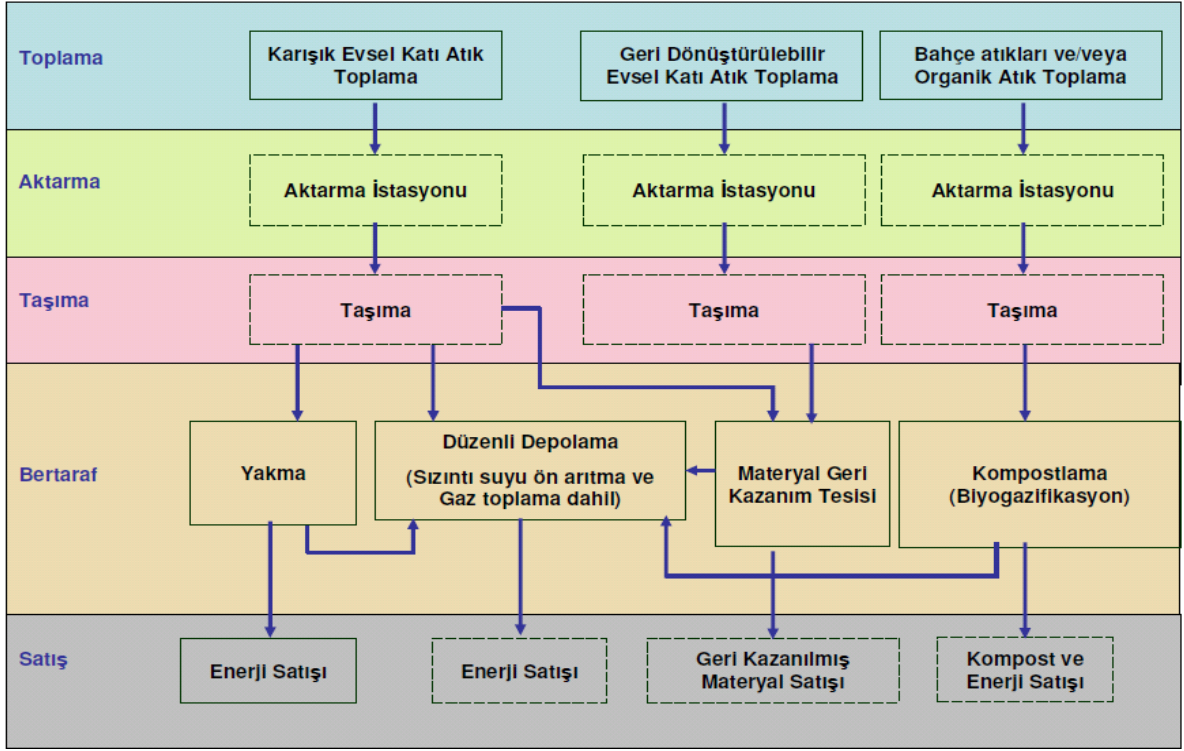 Toplama
Karışık Evsel Katı Atık
Toplama
Geri Dönüştürülebilir
Evsel Katı Atık Toplama
Bahçe atıkları ve/veya
Organik Atık Toplama
Aktarma
Aktarma İstasyonu
Aktarma İstasyonu
Aktarma İstasyonu
Taşıma
Taşıma
Taşıma
Taşıma
Bertaraf
Yakma
Düzenli Depolama
(Sızıntı suyu ön arıtma ve
Gaz toplama dahil)
Materyal Geri
Kazanım Tesisi
Kompostlama
(Biyogazifikasyon)
Satış
Enerji Satışı
Enerji Satışı
Geri Kazanılmış
Materyal Satışı
Kompost ve
Enerji Satışı